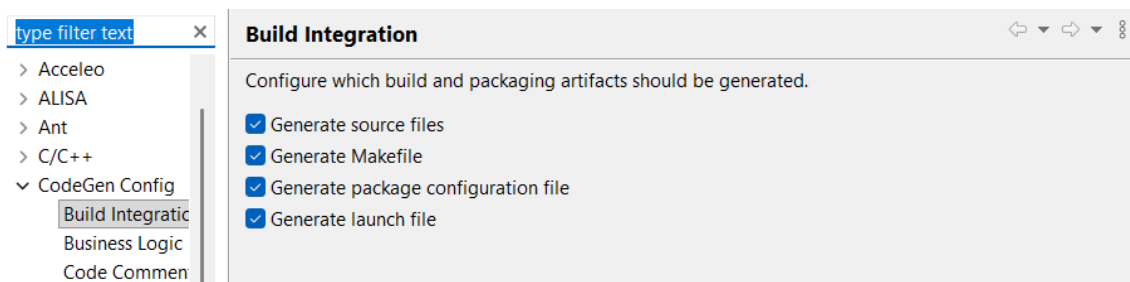 type filter text
Acceleo
ALISA
Ant
C/C++
CodeGen Config
Build Integratic
Business Logic
Code Commen
Build Integration
Configure which build and packaging artifacts should be generated.
Generate source files
Generate Makefile
Generate package configuration file
Generate launch file